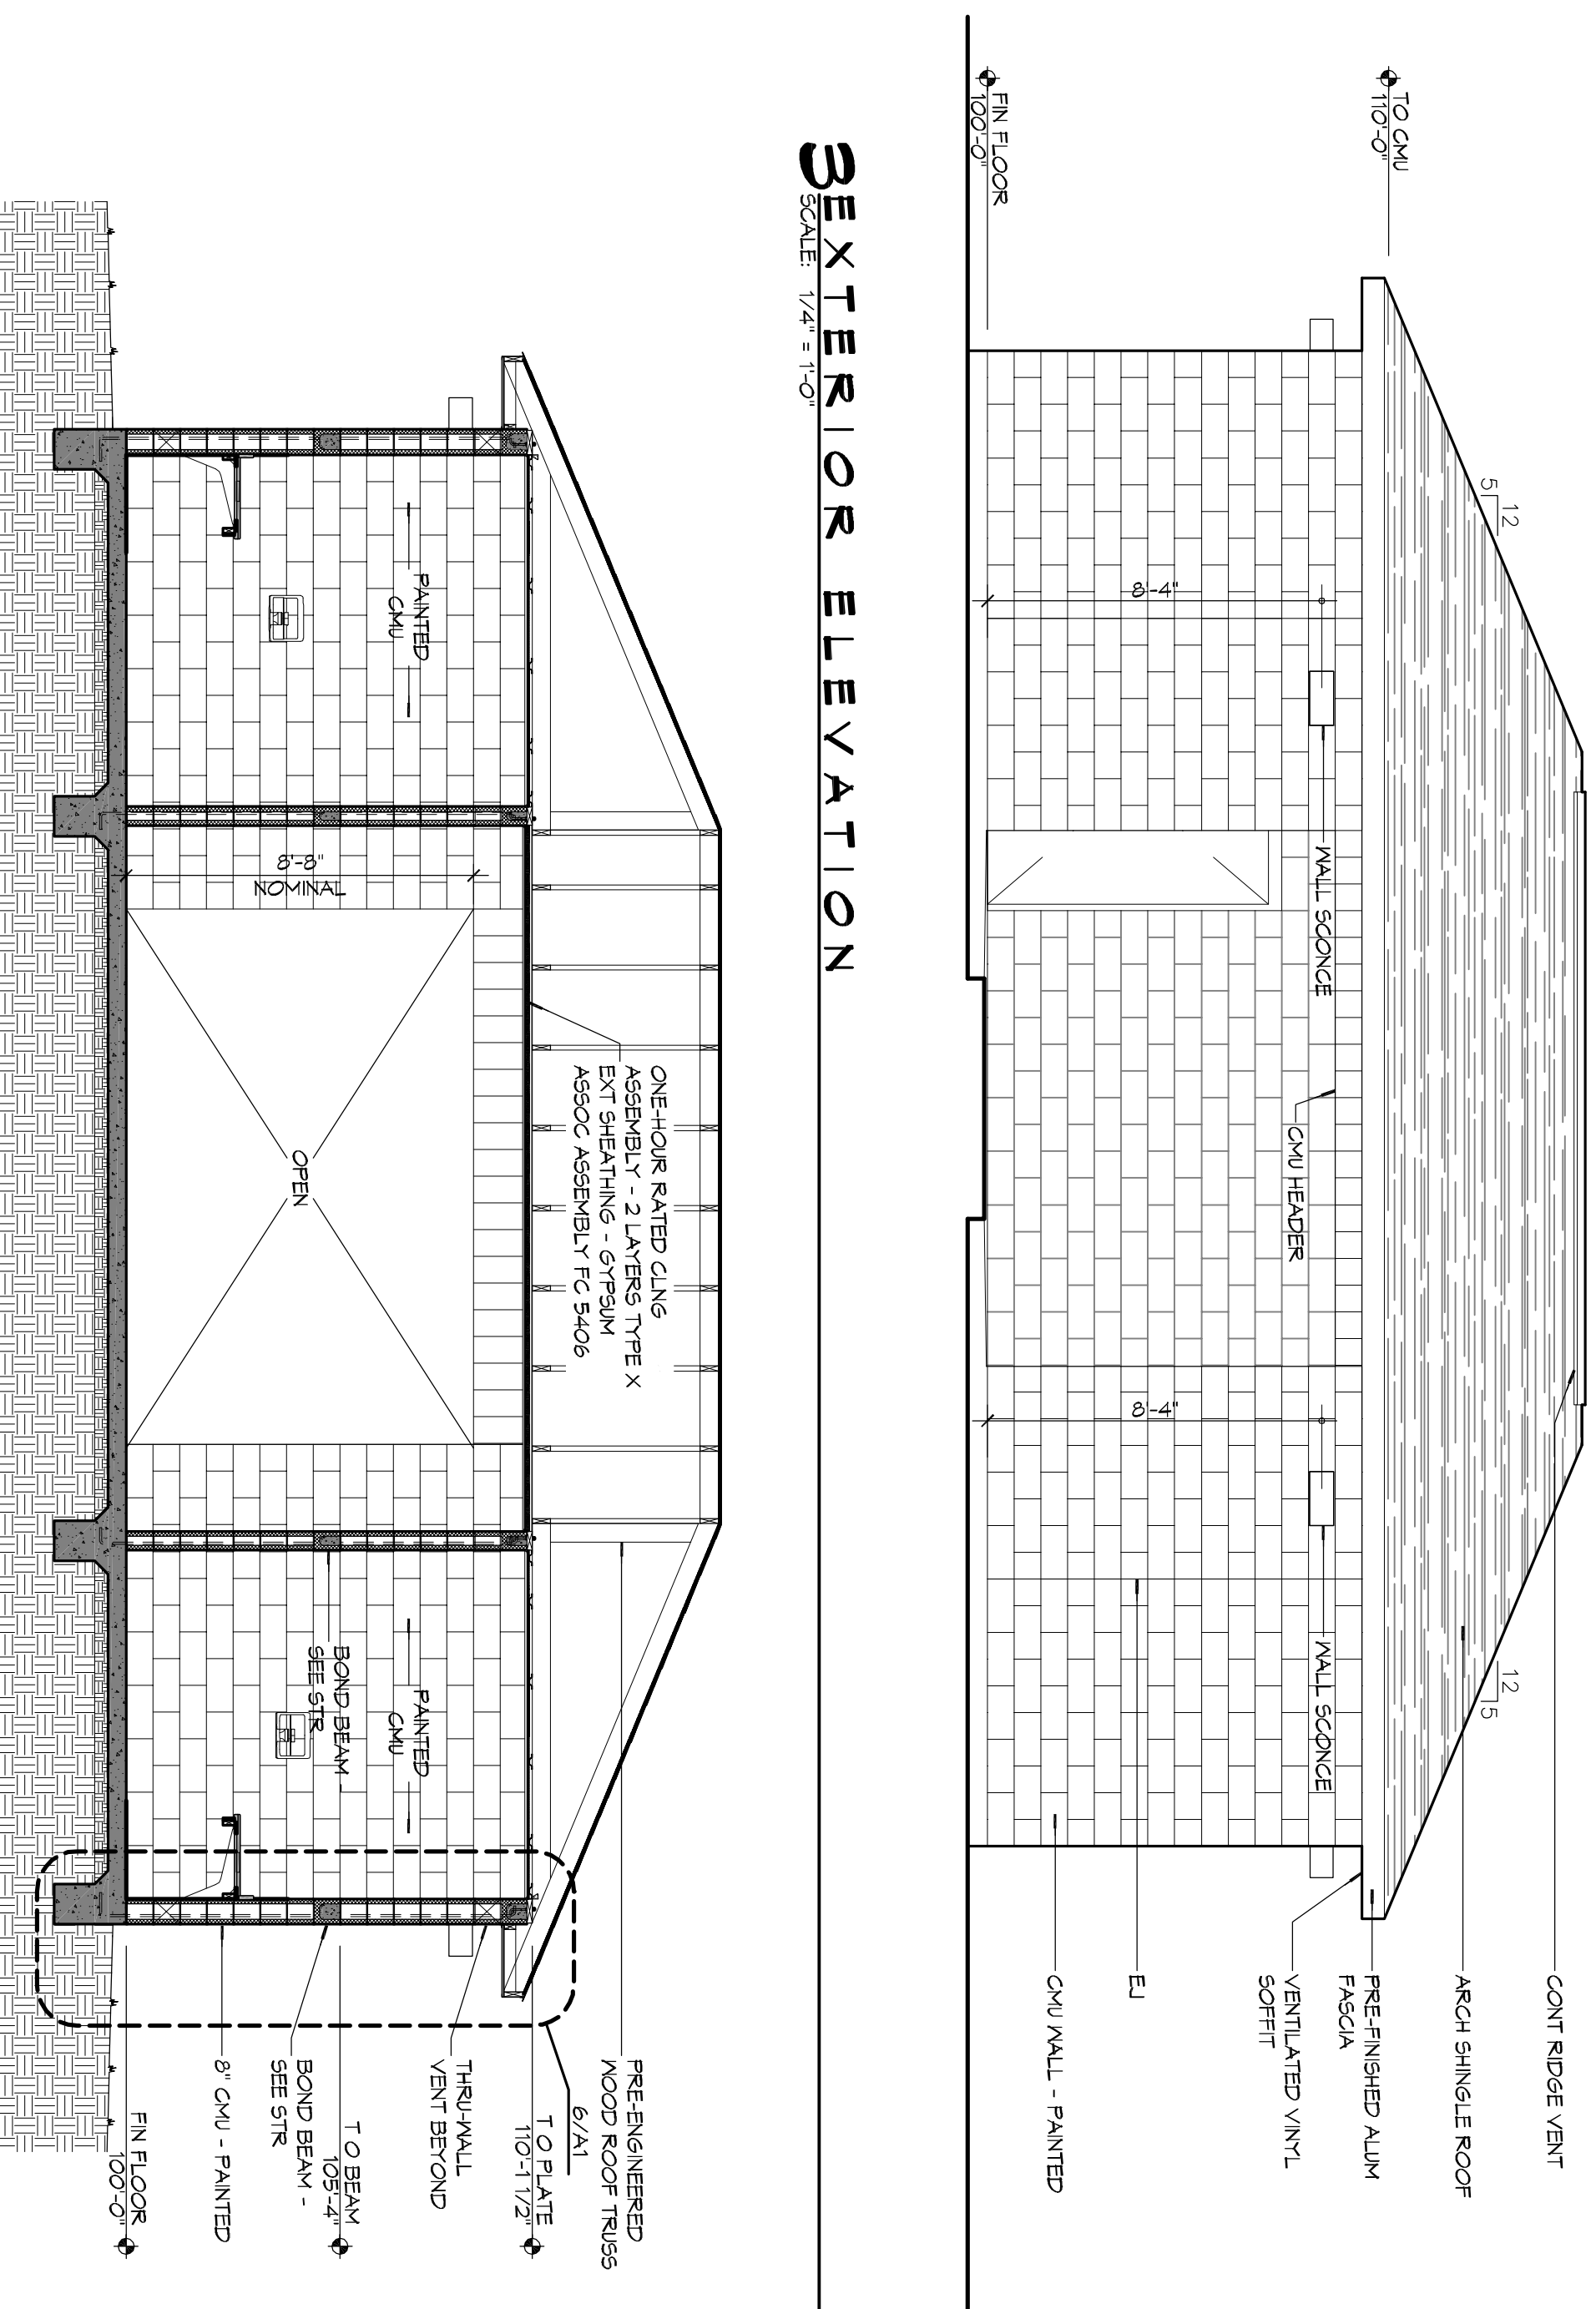 CONT RIDGE VENT
ARCH SHINGLE ROOF
PRE-FINISHED ALUM
FASCIA
VENTILATED VINYL
SOFFIT
EJ
CMU WALL - PAINTED
12
5
12
5
TO CMU
110'-0"
FIN FLOOR
100'-0"
8'-4"
WALL SCONCE
CMU HEADER
8'-4"
WALL SCONCE
3 EXTERIOR ELEVATION
SCALE: 1/4" = 1'-0"
PRE-ENGINEERED
WOOD ROOF TRUSS
6/A1
T O PLATE
110'-1 1/2"
THRU-WALL
VENT BEYOND
T O BEAM
105'-4"
BOND BEAM -
SEE STR
8" CMU - PAINTED
FIN FLOOR
100'-0"
ONE-HOUR RATED CLNG
ASSEMBLY - 2 LAYERS TYPE X
EXT SHEATHING - GYPSUM
ASSOC ASSEMBLY FC 5406
PAINTED
CMU
8'-8"
NOMINAL
OPEN
BOND BEAM -
SEE STR
PAINTED
CMU